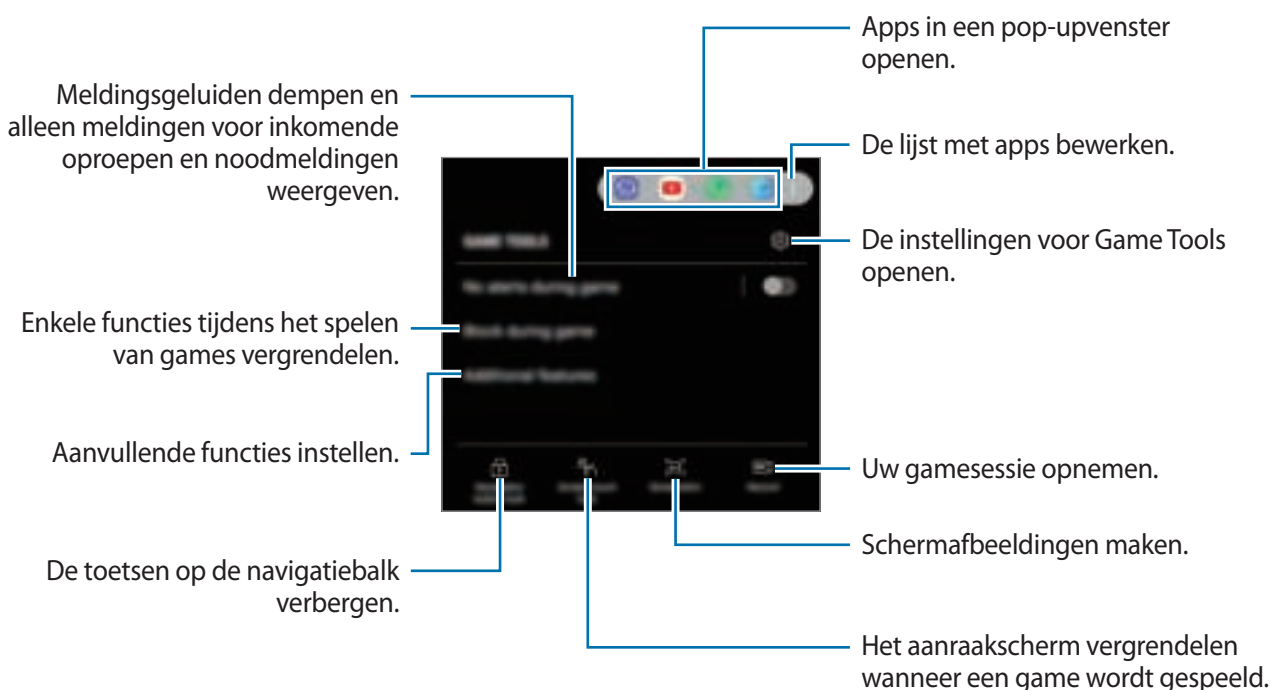 Apps in een pop-upvenster
openen.
Meldingsgeluiden dempen en
alleen meldingen voor inkomende
oproepen en noodmeldingen
weergeven.
De lijst met apps bewerken.
GAME TOOLS
De instellingen voor Game Tools
openen.
No alerts during game
Enkele functies tijdens het spelen
van games vergrendelen.
Block during game
Additional features
Aanvullende functies instellen.
Uw gamesessie opnemen.
Schermafbeeldingen maken.
De toetsen op de navigatiebalk
verbergen.
Het aanraakscherm vergrendelen
wanneer een game wordt gespeeld.